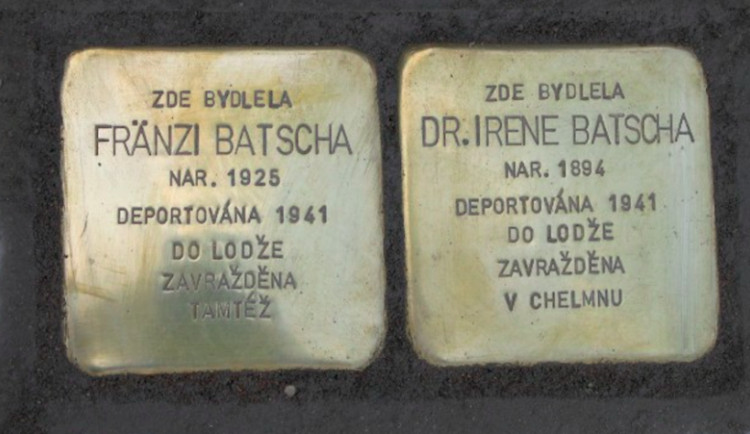 ZDE BYDLELA
FRÄNZI BATSCHA
NAR. 1925
DEPORTOVÁNA 1941
DO LODŽE
ZAVRAŽDĚNA
TAMTÉŽ
ZDE BYDLELA
DR. IRENE BATSCHA
NAR. 1894
DEPORTOVÁNA 1941
DO LODŽE
ZAVRAŽDĚNA
V CHELMNU